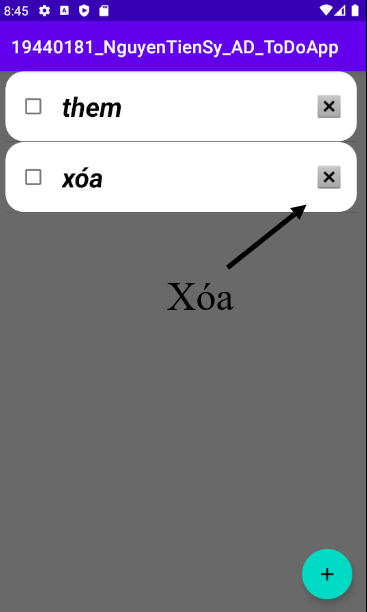 8:45
19440181_NguyenTienSy_AD_ToDoApp
them
xóa
Xóa